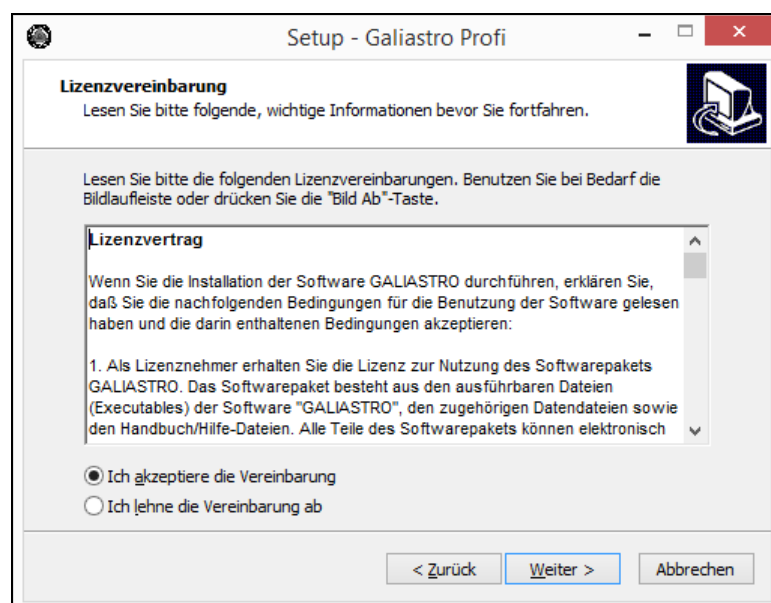 Setup - Galiastro Profi
Lizenzvereinbarung
Lesen Sie bitte folgende, wichtige Informationen bevor Sie fortfahren.
Lesen Sie bitte die folgenden Lizenzvereinbarungen. Benutzen Sie bei Bedarf die
Bildlaufleiste oder drücken Sie die "Bild Ab"-Taste.
Lizenzvertrag
Wenn Sie die Installation der Software GALIASTRO durchführen, erklären Sie,
daß Sie die nachfolgenden Bedingungen für die Benutzung der Software gelesen
haben und die darin enthaltenen Bedingungen akzeptieren:
1. Als Lizenznehmer erhalten Sie die Lizenz zur Nutzung des Softwarepakets
GALIASTRO. Das Softwarepaket besteht aus den ausführbaren Dateien
(Executables) der Software "GALIASTRO", den zugehörigen Datendateien sowie
den Handbuch/Hilfe-Dateien. Alle Teile des Softwarepakets können elektronisch
Ich akzeptiere die Vereinbarung
Ich lehne die Vereinbarung ab
< Zurück
Weiter >
Abbrechen